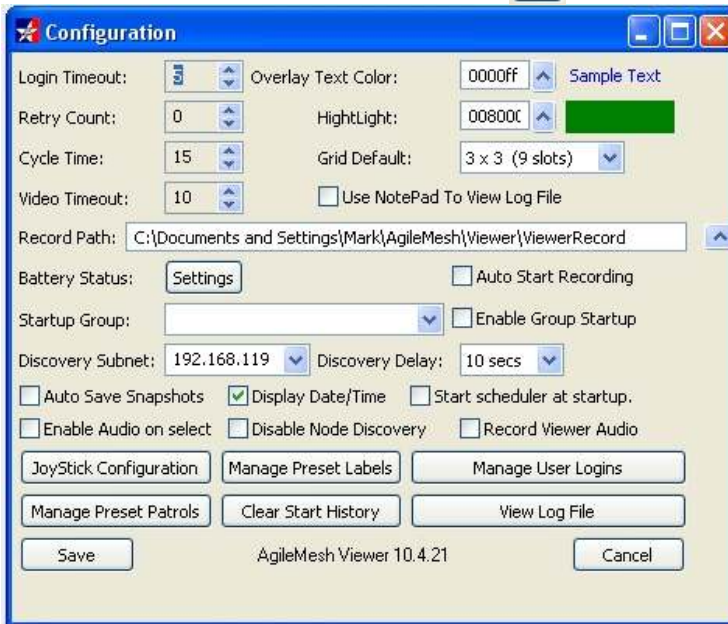 Configuration
Login Timeout: 5 Overlay Text Color: 0000ff Sample Text
Retry Count: 0 HightLight: 00800
Cycle Time: 15 Grid Default: 3 x 3 (9 slots)
Video Timeout: 10 Use NotePad To View Log File
Record Path: C:\Documents and Settings\Mark\AgileMesh\Viewer\ViewerRecord
Battery Status: Settings Auto Start Recording
Startup Group: Enable Group Startup
Discovery Subnet: 192.168.119 Discovery Delay: 10 secs
Auto Save Snapshots Display Date/Time Start scheduler at startup.
Enable Audio on select Disable Node Discovery Record Viewer Audio
JoyStick Configuration Manage Preset Labels Manage User Logins
Manage Preset Patrols Clear Start History View Log File
Save AgileMesh Viewer 10.4.21 Cancel